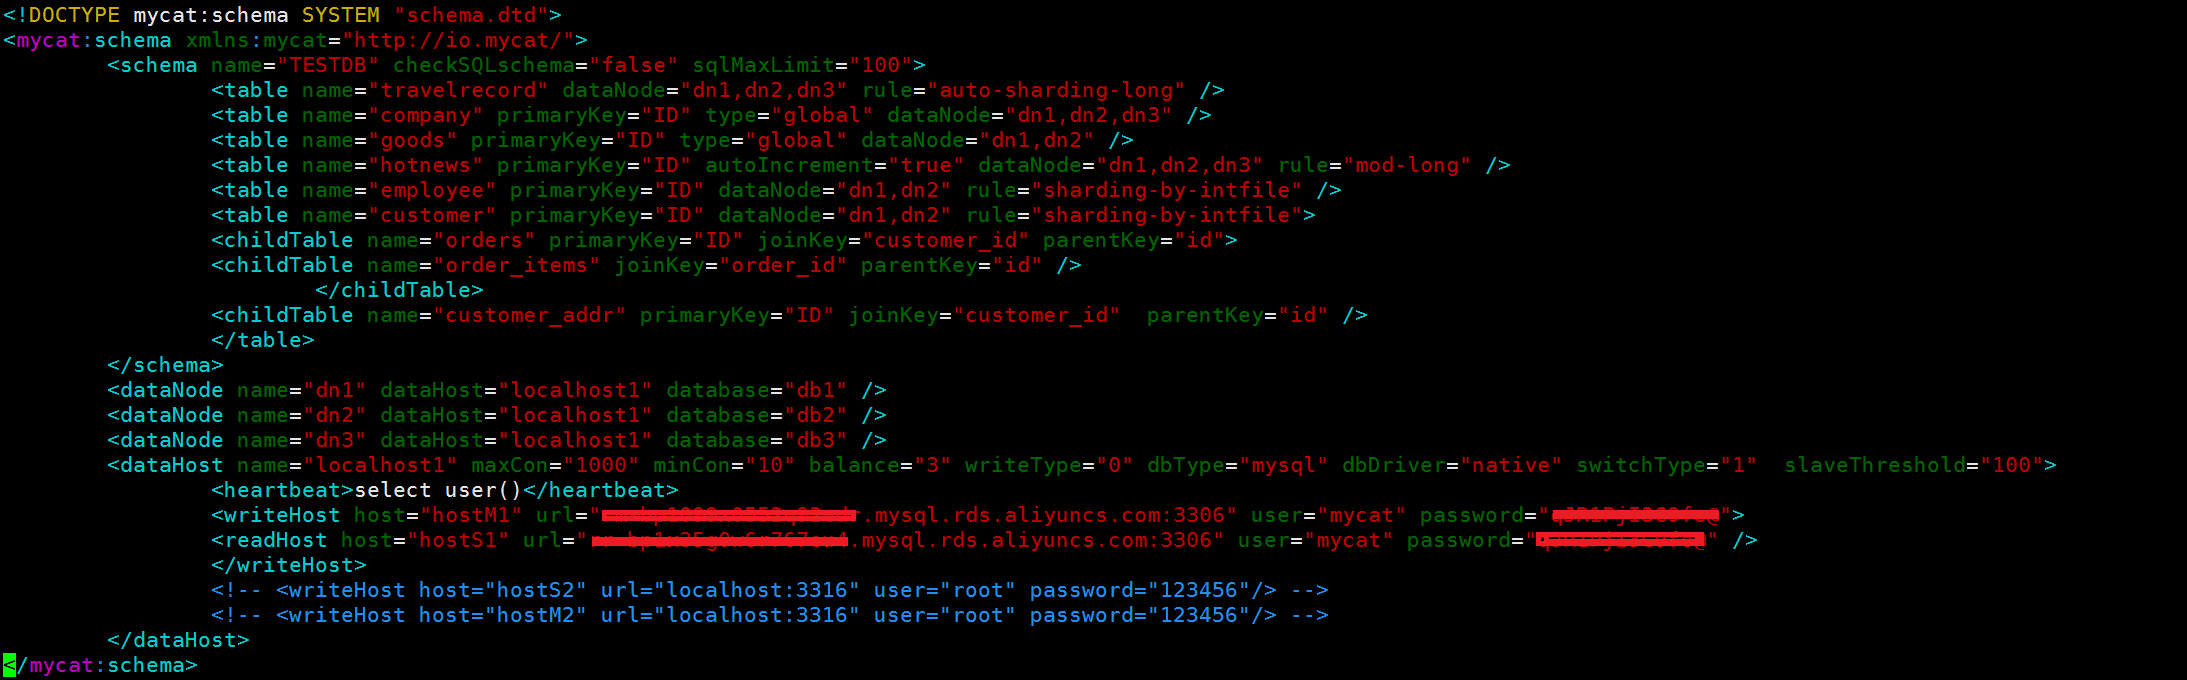 <!DOCTYPE mycat:schema SYSTEM "schema.dtd">
<mycat:schema xmlns:mycat="http://io.mycat/">
<schema name="TESTDB" checkSQLschema="false" sqlMaxLimit="100">
<table name="travelrecord" dataNode="dn1,dn2,dn3" rule="auto-sharding-long" />
<table name="company" primaryKey="ID" type="global" dataNode="dn1,dn2,dn3" />
<table name="goods" primaryKey="ID" type="global" dataNode="dn1,dn2" />
<table name="hotnews" primaryKey="ID" autoIncrement="true" dataNode="dn1,dn2,dn3" rule="mod-long" />
<table name="employee" primaryKey="ID" dataNode="dn1,dn2" rule="sharding-by-intfile" />
<table name="customer" primaryKey="ID" dataNode="dn1,dn2" rule="sharding-by-intfile">
<childTable name="orders" primaryKey="ID" joinKey="customer_id" parentKey="id">
<childTable name="order_items" joinKey="order_id" parentKey="id" />
</childTable>
<childTable name="customer_addr" primaryKey="ID" joinKey="customer_id"  parentKey="id" />
</table>
</schema>
<dataNode name="dn1" dataHost="localhost1" database="db1" />
<dataNode name="dn2" dataHost="localhost1" database="db2" />
<dataNode name="dn3" dataHost="localhost1" database="db3" />
<dataHost name="localhost1" maxCon="1000" minCon="10" balance="3" writeType="0" dbType="mysql" dbDriver="native" switchType="1"  slaveThreshold="100">
<heartbeat>select user()</heartbeat>
<writeHost host="hostM1" url=".mysql.rds.aliyuncs.com:3306" user="mycat" password="">
<readHost host="hostS1" url=".mysql.rds.aliyuncs.com:3306" user="mycat" password="" />
</writeHost>
<!-- <writeHost host="hostS2" url="localhost:3316" user="root" password="123456"/> -->
<!-- <writeHost host="hostM2" url="localhost:3316" user="root" password="123456"/> -->
</dataHost>
</mycat:schema>